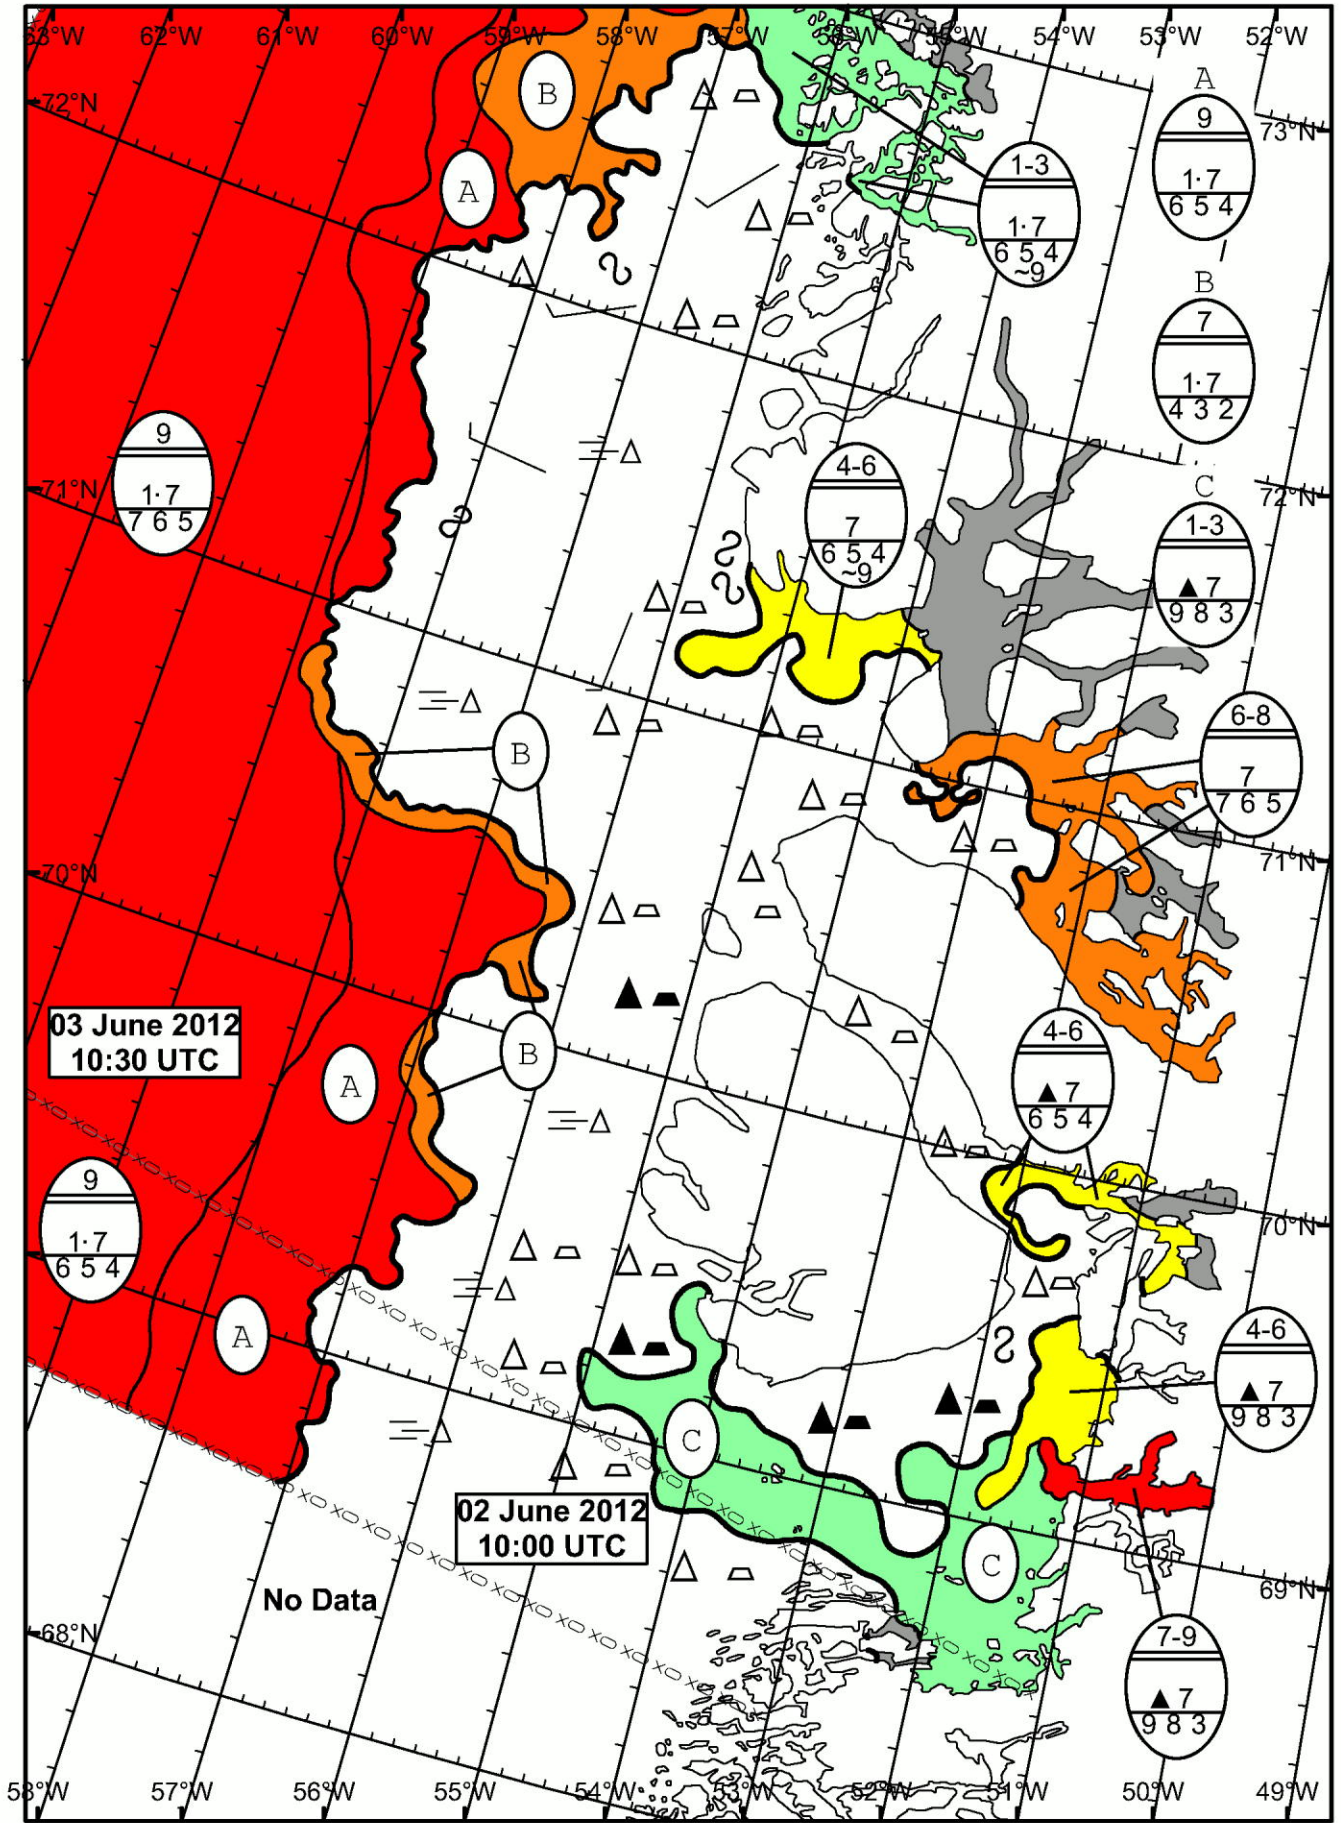 63°W 62°W 61°W 60°W 59°W 58°W 57°W 56°W 55°W 54°W 53°W 52°W
72°N
B
A
9
1·7
6 5 4
73°N
1-3
1·7
6 5 4
~9
A
B
7
1·7
4 3 2
9
1·7
7 6 5
71°N
4-6
7
6 5 4
~9
C
1-3
▲ 7
9 8 3
72°N
6-8
7
7 6 5
B
70°N
71°N
03 June 2012
10:30 UTC
A
B
4-6
▲ 7
6 5 4
9
1·7
6 5 4
70°N
A
4-6
▲ 7
9 8 3
C
02 June 2012
10:00 UTC
C
No Data
69°N
68°N
7-9
▲ 7
9 8 3
58°W 57°W 56°W 55°W 54°W 53°W 52°W 51°W 50°W 49°W